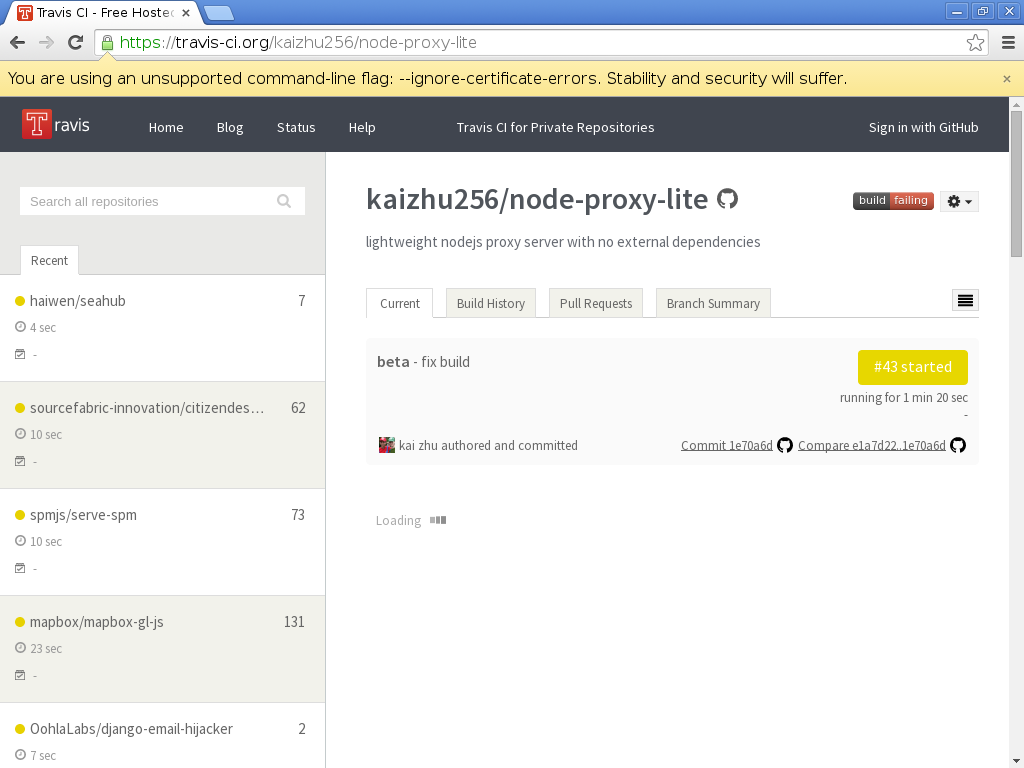 Travis CI - Free Hosted
https://travis-ci.org/kaizhu256/node-proxy-lite
You are using an unsupported command-line flag: --ignore-certificate-errors. Stability and security will suffer.
Travis
Home
Blog
Status
Help
Travis CI for Private Repositories
Sign in with GitHub
Search all repositories
Recent
haiwen/seahub 7
4 sec
-
sourcefabric-innovation/citizendes… 62
10 sec
-
spmjs/serve-spm 73
10 sec
-
mapbox/mapbox-gl-js 131
23 sec
-
OohlaLabs/django-email-hijacker 2
7 sec
kaizhu256/node-proxy-lite
build failing
lightweight nodejs proxy server with no external dependencies
Current
Build History
Pull Requests
Branch Summary
beta - fix build
#43 started
running for 1 min 20 sec
-
kai zhu authored and committed
Commit 1e70a6d
Compare e1a7d22..1e70a6d
Loading